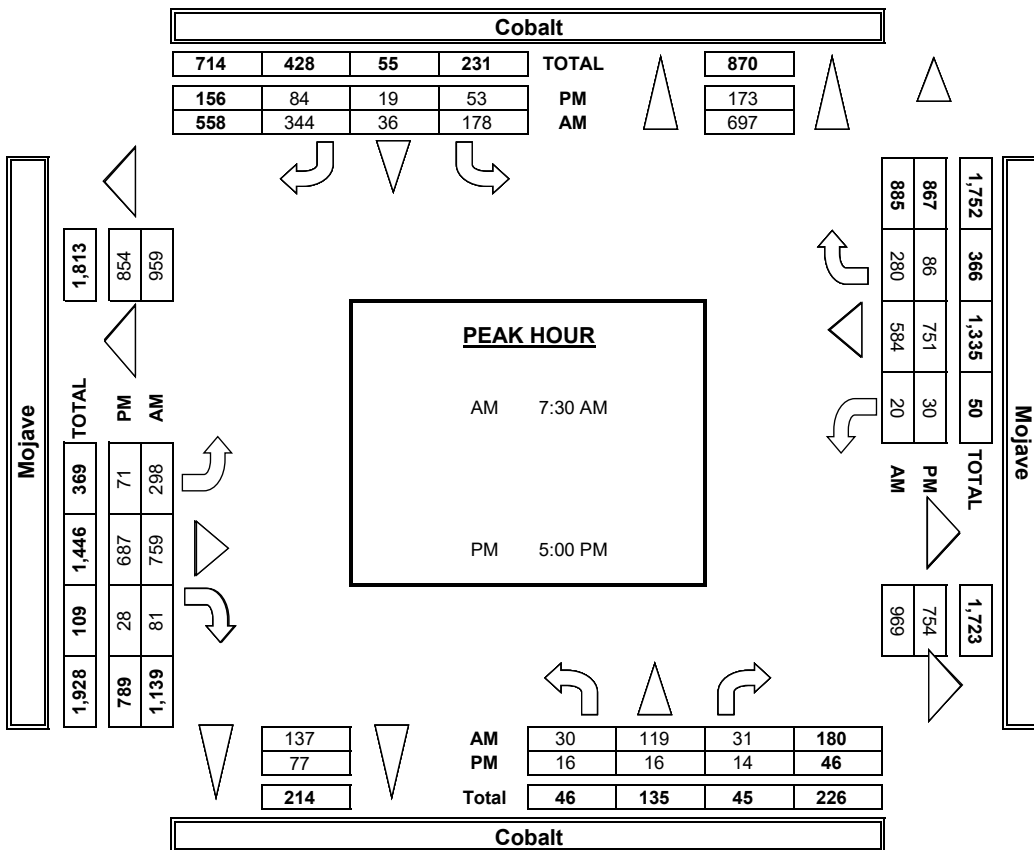 Cobalt
714 428 55 231 TOTAL 870
156 84 19 53 PM 173
558 344 36 178 AM 697
Mojave
1,813
854
959
TOTAL
PM
AM
369 1,446 109 1,928
71 687 28 789
298 759 81 1,139
PEAK HOUR
AM 7:30 AM
PM 5:00 PM
1,752 366 1,335 50 TOTAL
867 86 751 30 PM
885 280 584 20 AM
1,723
754
969
Mojave
137 AM 30 119 31 180
77 PM 16 16 14 46
214 Total 46 135 45 226
Cobalt